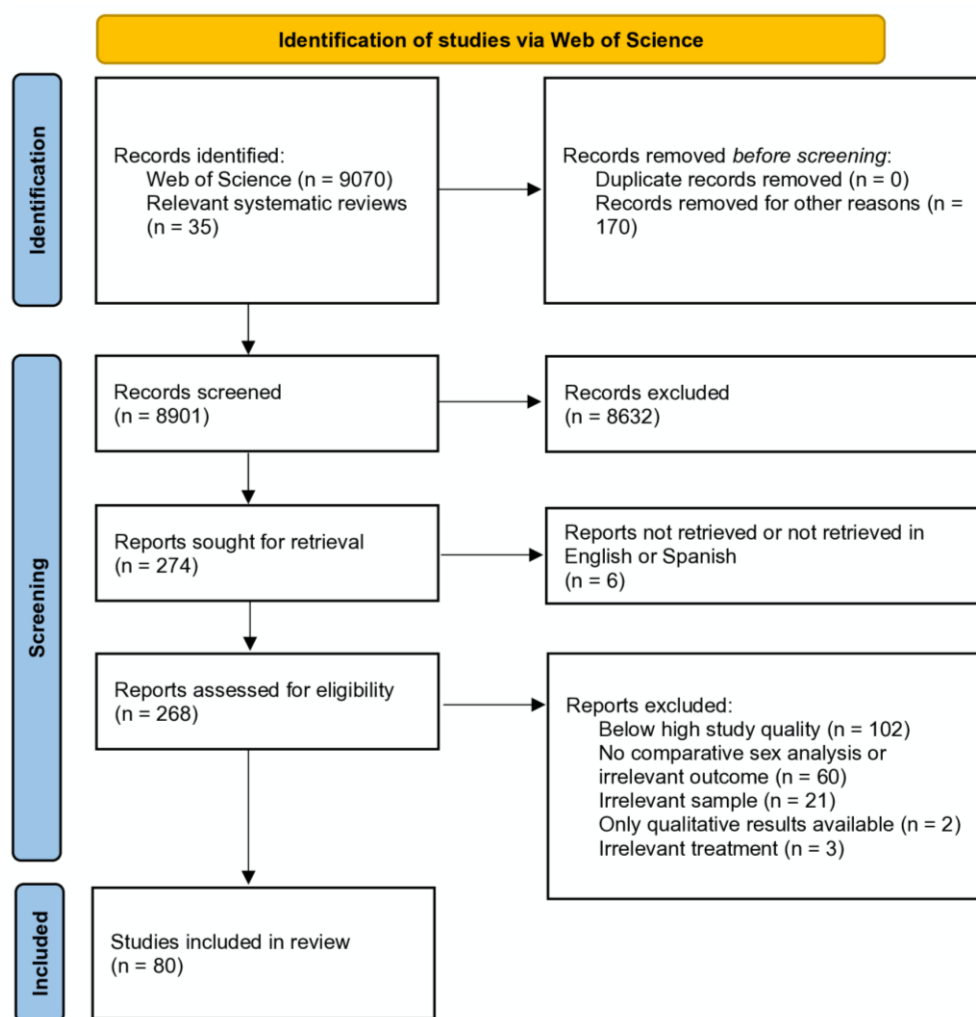 Identification of studies via Web of Science
Identification
Records identified:
Web of Science (n = 9070)
Relevant systematic reviews
(n = 35)
Records removed before screening:
Duplicate records removed (n = 0)
Records removed for other reasons (n =
170)
Screening
Records screened
(n = 8901)
Records excluded
(n = 8632)
Reports sought for retrieval
(n = 274)
Reports not retrieved or not retrieved in
English or Spanish
(n = 6)
Reports assessed for eligibility
(n = 268)
Reports excluded:
Below high study quality (n = 102)
No comparative sex analysis or
irrelevant outcome (n = 60)
Irrelevant sample (n = 21)
Only qualitative results available (n = 2)
Irrelevant treatment (n = 3)
Included
Studies included in review
(n = 80)